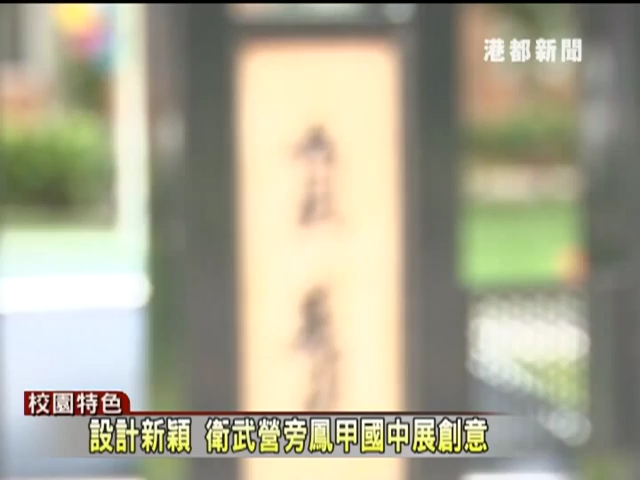 港都新聞
校園特色
設計新穎 衛武營旁鳳甲國中展創意